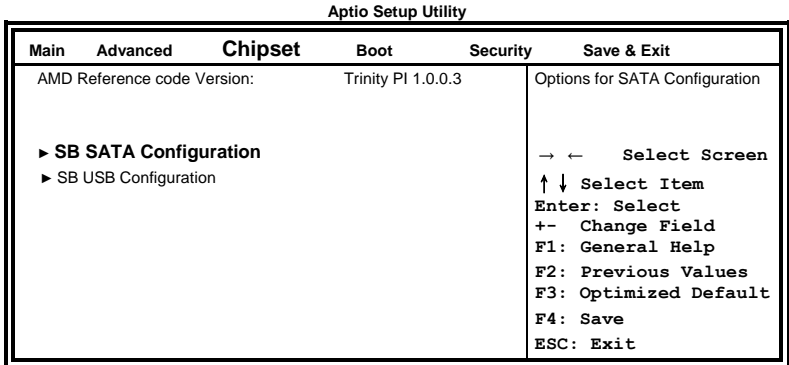 Aptio Setup Utility
Main Advanced Chipset Boot Security Save & Exit
AMD Reference code Version: Trinity PI 1.0.0.3
Options for SATA Configuration
► SB SATA Configuration
► SB USB Configuration
→ ← Select Screen
↑↓ Select Item
Enter: Select
+- Change Field
F1: General Help
F2: Previous Values
F3: Optimized Default
F4: Save
ESC: Exit